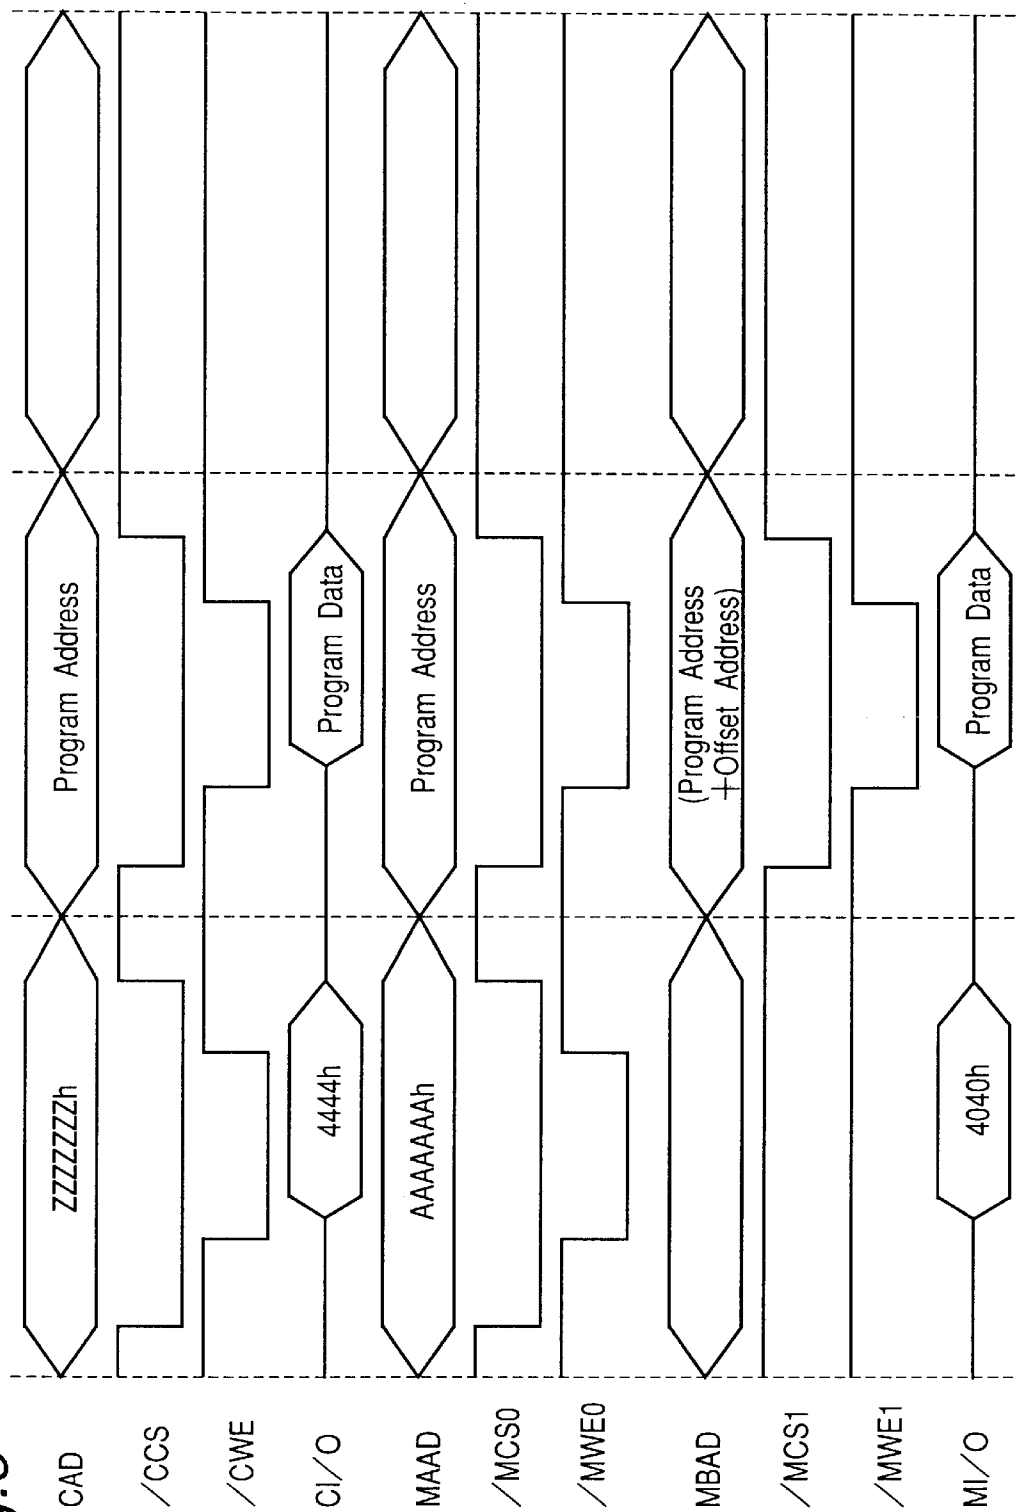 CAD
ZZZZZZZh
Program Address
/CCS
/CWE
CI/O
4444h
Program Data
MAAD
AAAAAAAh
Program Address
/MCS0
/MWE0
MBAD
(Program Address
+Offset Address)
/MCS1
/MWE1
MI/O
4040h
Program Data